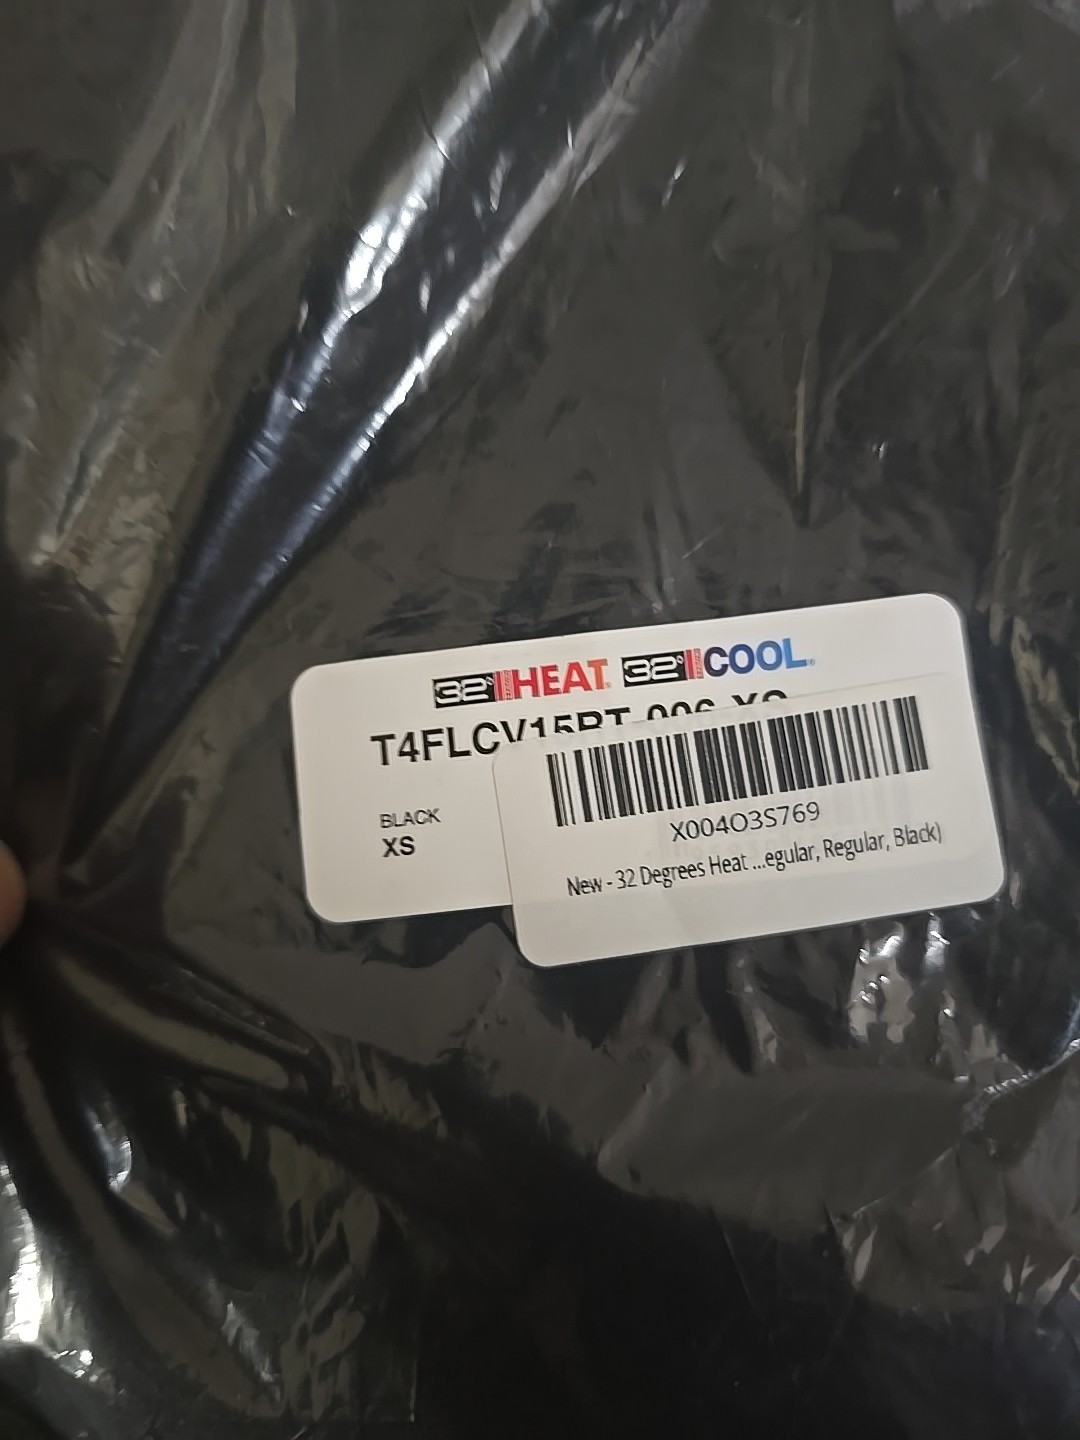 32° HEAT 32° COOL
T4FLCV15RT-006-XS
BLACK
XS
X004O3S769
New - 32 Degrees Heat ...egular, Regular, Black)